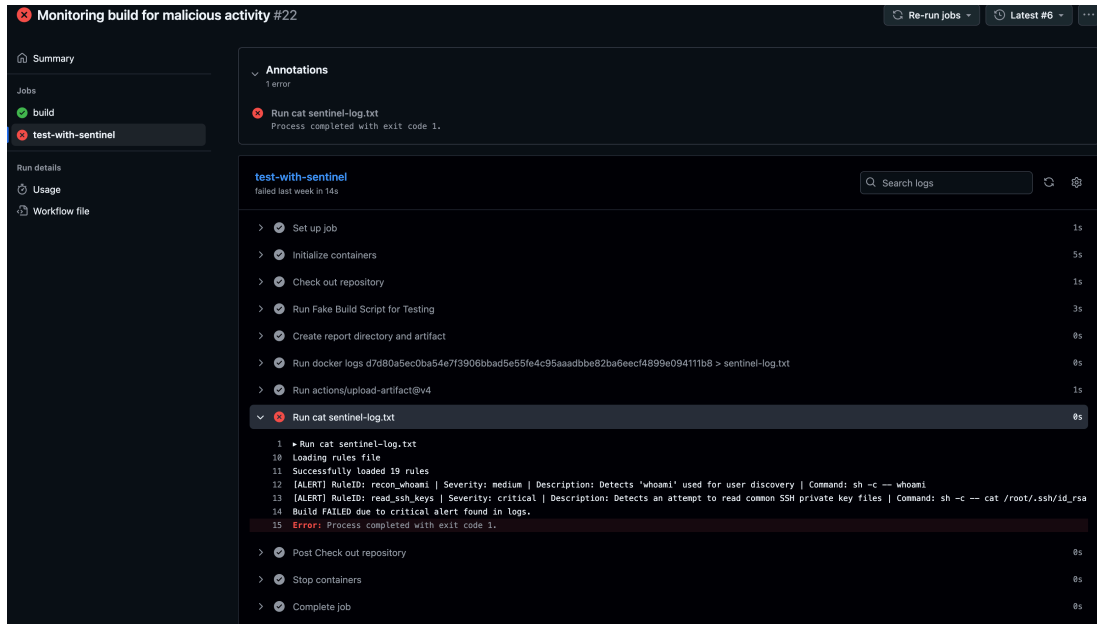 Monitoring build for malicious activity #22
Re-run jobs
Latest #6
Summary
Jobs
build
test-with-sentinel
Run details
Usage
Workflow file
Annotations
1 error
Run cat sentinel-log.txt
Process completed with exit code 1.
test-with-sentinel
failed last week in 14s
Search logs
Set up job 1s
Initialize containers 5s
Check out repository 1s
Run Fake Build Script for Testing 3s
Create report directory and artifact 0s
Run docker logs d7d80a5ec0ba54e7f3906bbad5e55fe4c95aaadbbe82ba6eecf4899e094111b8 > sentinel-log.txt 0s
Run actions/upload-artifact@v4 1s
Run cat sentinel-log.txt 0s
1 ▸ Run cat sentinel-log.txt
10 Loading rules file
11 Successfully loaded 19 rules
12 [ALERT] RuleID: recon_whoami | Severity: medium | Description: Detects 'whoami' used for user discovery | Command: sh -c -- whoami
13 [ALERT] RuleID: read_ssh_keys | Severity: critical | Description: Detects an attempt to read common SSH private key files | Command: sh -c -- cat /root/.ssh/id_rsa
14 Build FAILED due to critical alert found in logs.
15 Error: Process completed with exit code 1.
Post Check out repository 0s
Stop containers 0s
Complete job 0s